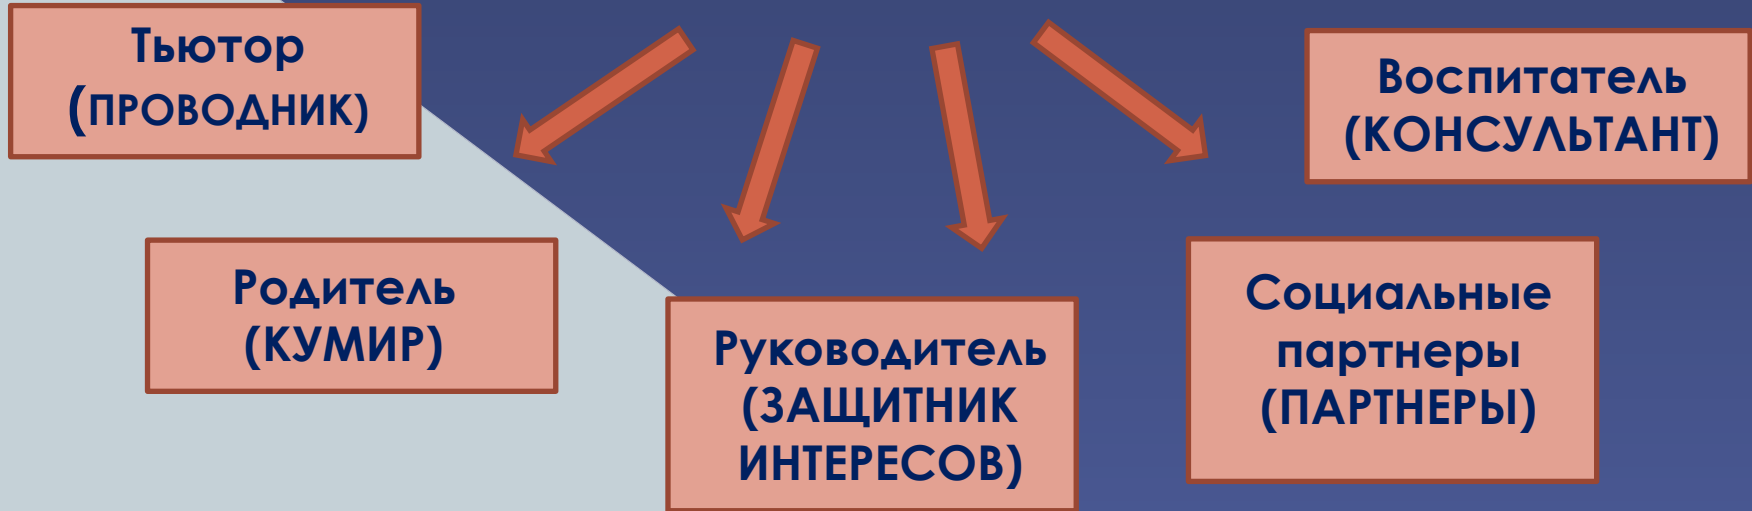 Тьютор
(ПРОВОДНИК)
Воспитатель
(КОНСУЛЬТАНТ)
Родитель
(КУМИР)
Руководитель
(ЗАЩИТНИК
ИНТЕРЕСОВ)
Социальные
партнеры
(ПАРТНЕРЫ)